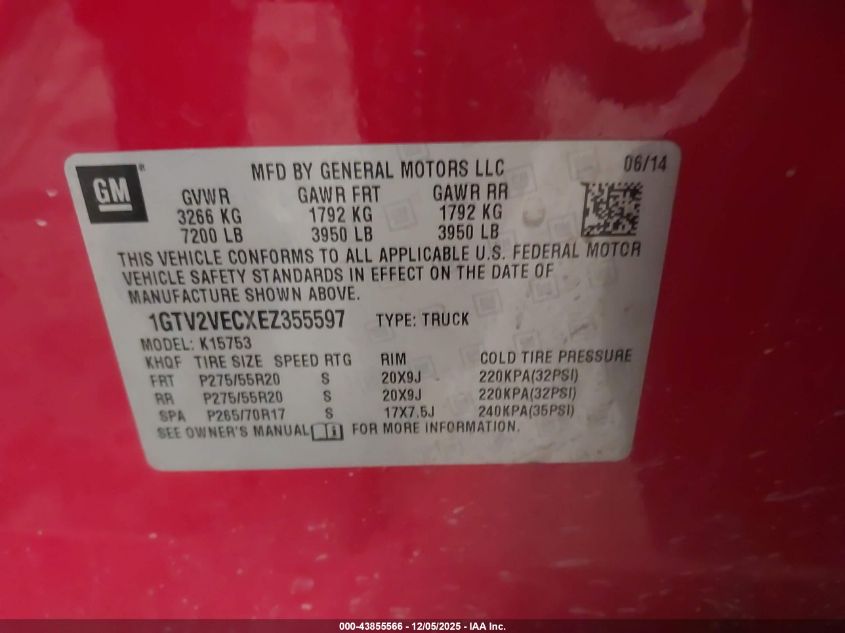 GM
MFD BY GENERAL MOTORS LLC 06/14
GVWR GAWR FRT GAWR RR
3266 KG 1792 KG 1792 KG
7200 LB 3950 LB 3950 LB
THIS VEHICLE CONFORMS TO ALL APPLICABLE U.S. FEDERAL MOTOR
VEHICLE SAFETY STANDARDS IN EFFECT ON THE DATE OF
MANUFACTURE SHOWN ABOVE.
1GTV2VECXEZ355597 TYPE: TRUCK
MODEL: K15753
KHQF TIRE SIZE SPEED RTG RIM COLD TIRE PRESSURE
FRT P275/55R20 S 20X9J 220KPA(32PSI)
RR P275/55R20 S 20X9J 220KPA(32PSI)
SPA P265/70R17 S 17X7.5J 240KPA(35PSI)
SEE OWNER'S MANUAL FOR MORE INFORMATION.
000-43855566 - 12/05/2025 - IAA Inc.